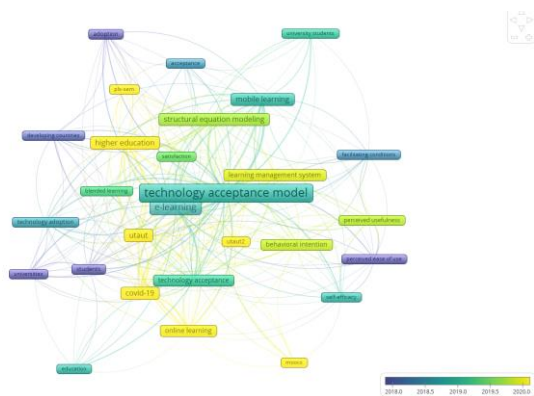 adoption
university students
acceptance
pls-sem
mobile learning
structural equation modeling
developing countries
higher education
satisfaction
facilitating conditions
learning management system
blended learning
technology acceptance model
e-learning
technology adoption
perceived usefulness
utaut
utaut2
behavioral intention
perceived ease of use
universities
students
technology acceptance
covid-19
self-efficacy
online learning
moocs
education
2018.0 2018.5 2019.0 2019.5 2020.0